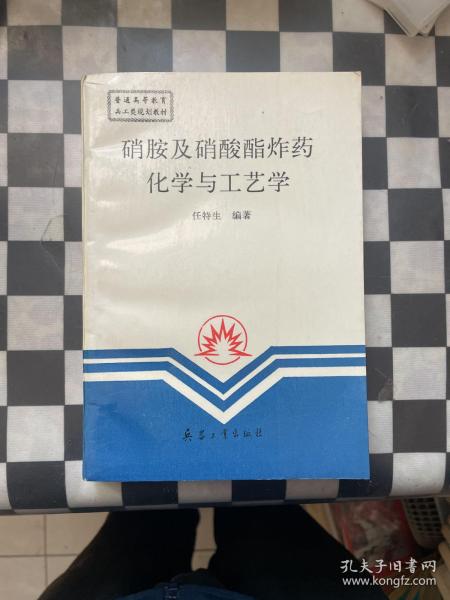 普通高等教育
兵工类规划教材
硝胺及硝酸酯炸药
化学与工艺学
任特生 编著
兵器工业出版社
孔夫子旧书网
www.kongfz.com